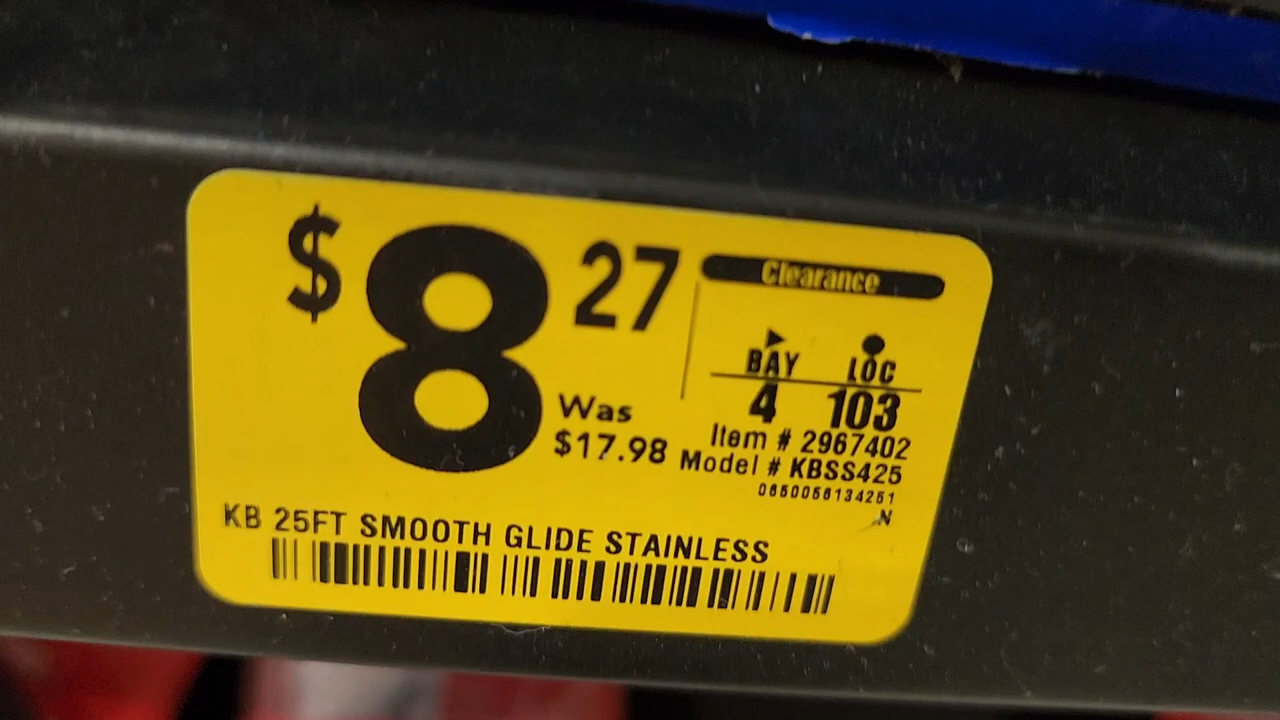 $8 27
Clearance
BAY LOC
4 103
Item # 2967402
Was
$17.98
Model # KBSS425
0650056134251
N
KB 25FT SMOOTH GLIDE STAINLESS